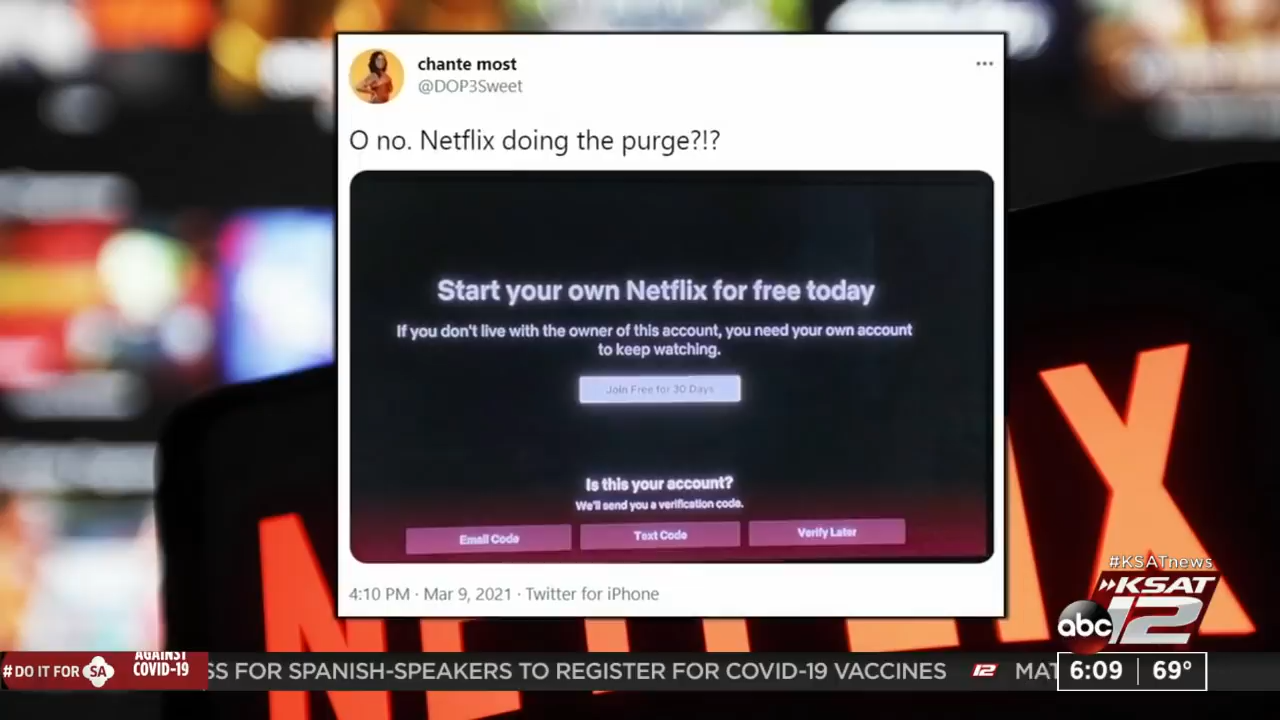 chante most
@DOP3Sweet
O no. Netflix doing the purge?!?
Start your own Netflix for free today
If you don't live with the owner of this account, you need your own account
to keep watching.
Join Free for 30 Days
Is this your account?
We'll send you a verification code.
Email Code
Text Code
Verify Later
4:10 PM · Mar 9, 2021 · Twitter for iPhone
NETFLIX
#KSATnews
KSAT
abc 12
#DO IT FOR SA
AGAINST
COVID-19
SS FOR SPANISH-SPEAKERS TO REGISTER FOR COVID-19 VACCINES 12 MAT
6:09 69°